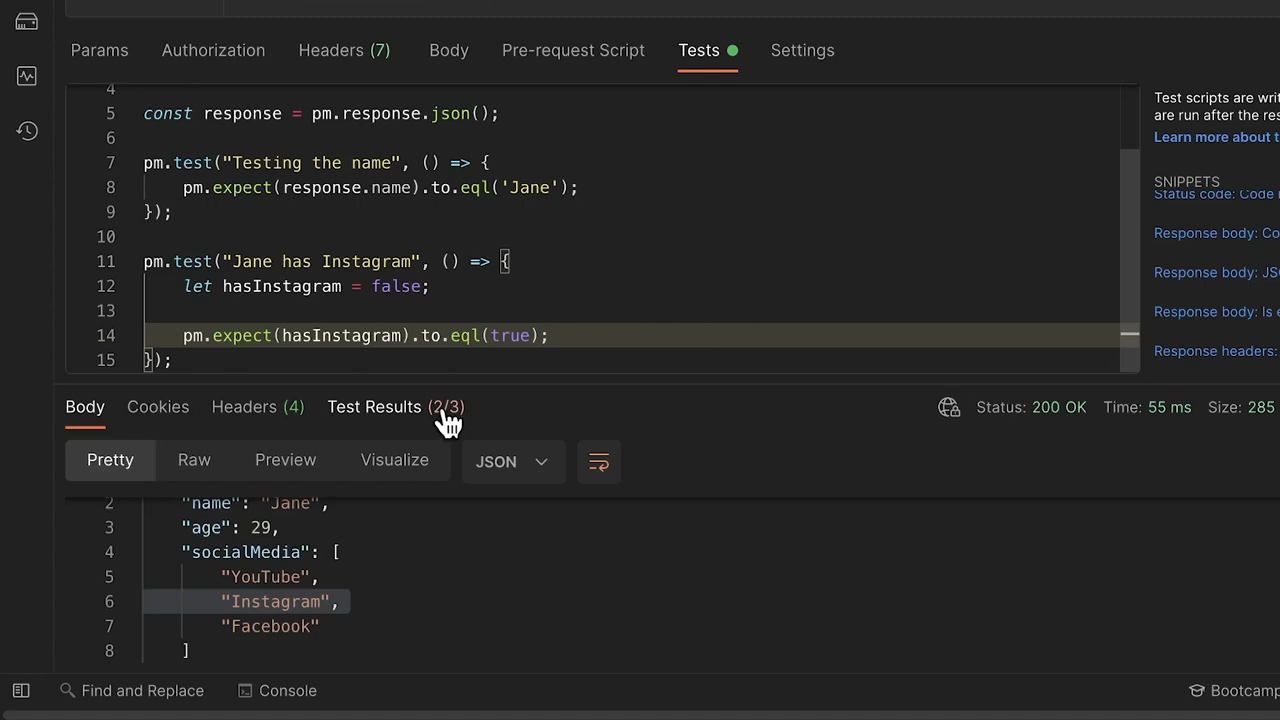 Params Authorization Headers (7) Body Pre-request Script Tests Settings
4
5 const response = pm.response.json();
6
7 pm.test("Testing the name", () => {
8 pm.expect(response.name).to.eql('Jane');
9 });
10
11 pm.test("Jane has Instagram", () => {
12 let hasInstagram = false;
13
14 pm.expect(hasInstagram).to.eql(true);
15 });
Test scripts are writ
are run after the res
Learn more about t
SNIPPETS
Status code: Code
Response body: Co
Response body: JS
Response body: Is e
Response headers:
Body Cookies Headers (4) Test Results (2/3) Status: 200 OK Time: 55 ms Size: 285
Pretty Raw Preview Visualize JSON
2 "name": "Jane",
3 "age": 29,
4 "socialMedia": [
5 "YouTube",
6 "Instagram",
7 "Facebook"
8 ]
Find and Replace Console Bootcamp